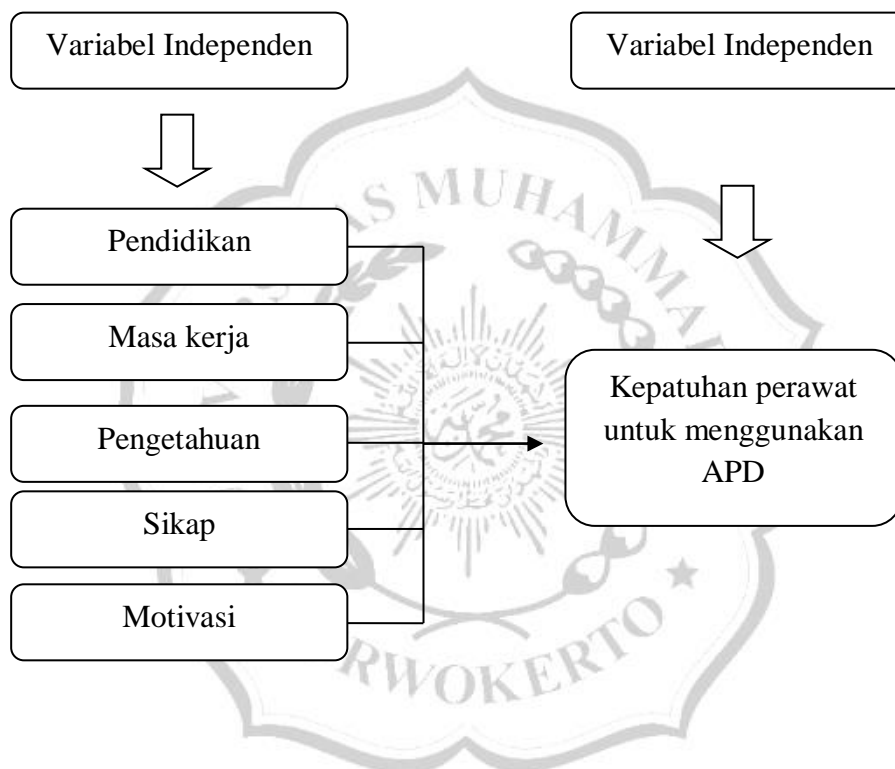 Variabel Independen
Variabel Independen
Pendidikan
Masa kerja
Pengetahuan
Sikap
Motivasi
Kepatuhan perawat
untuk menggunakan
APD